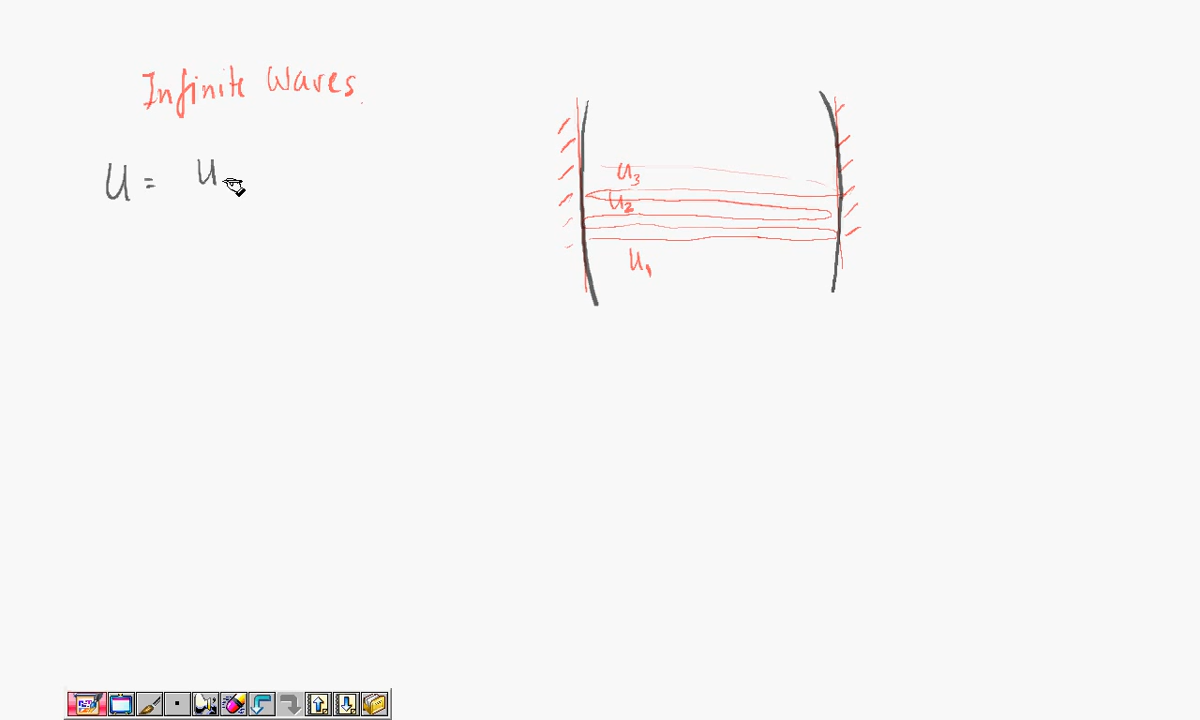 Infinite Waves.
U = U
U3
U2
U1